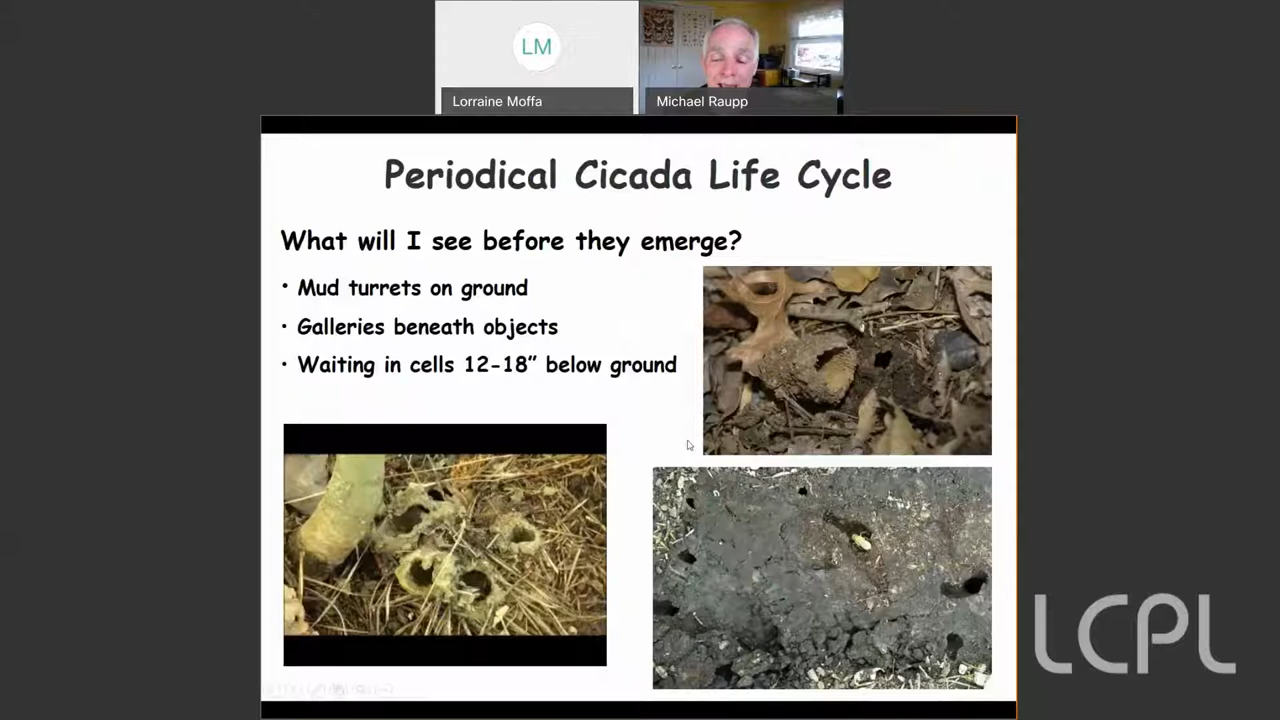 LM
Lorraine Moffa
Michael Raupp
Periodical Cicada Life Cycle
What will I see before they emerge?
• Mud turrets on ground
• Galleries beneath objects
• Waiting in cells 12-18” below ground
LCPL